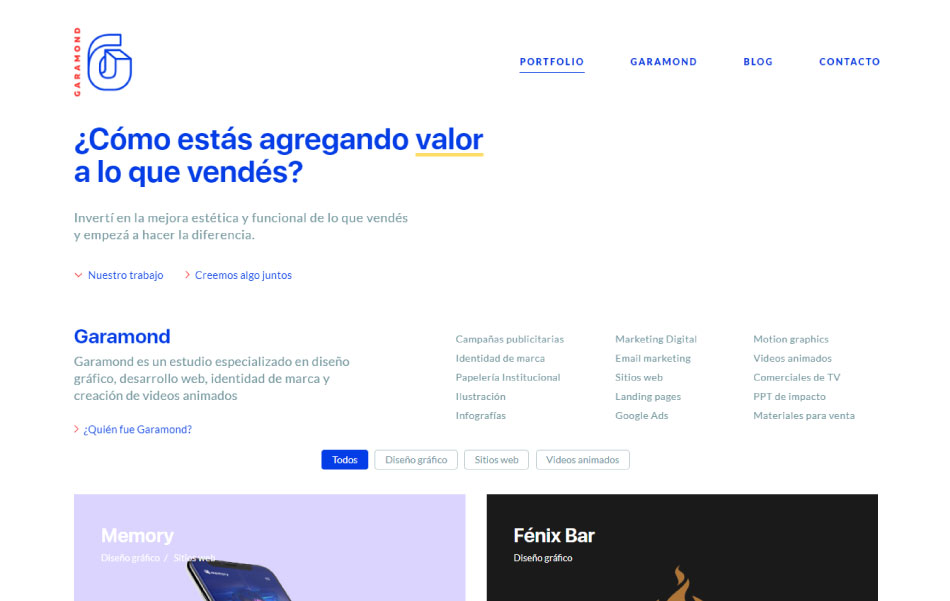 GARAMOND
PORTFOLIO
GARAMOND
BLOG
CONTACTO
¿Cómo estás agregando valor
a lo que vendés?
Invertí en la mejora estética y funcional de lo que vendés
y empezá a hacer la diferencia.
Nuestro trabajo
Creemos algo juntos
Garamond
Garamond es un estudio especializado en diseño
gráfico, desarrollo web, identidad de marca y
creación de videos animados
¿Quién fue Garamond?
Campañas publicitarias
Identidad de marca
Papelería Institucional
Ilustración
Infografías
Marketing Digital
Email marketing
Sitios web
Landing pages
Google Ads
Motion graphics
Videos animados
Comerciales de TV
PPT de impacto
Materiales para venta
Todos
Diseño gráfico
Sitios web
Videos animados
Memory
Diseño gráfico / Sitios web
memory
Fénix Bar
Diseño gráfico